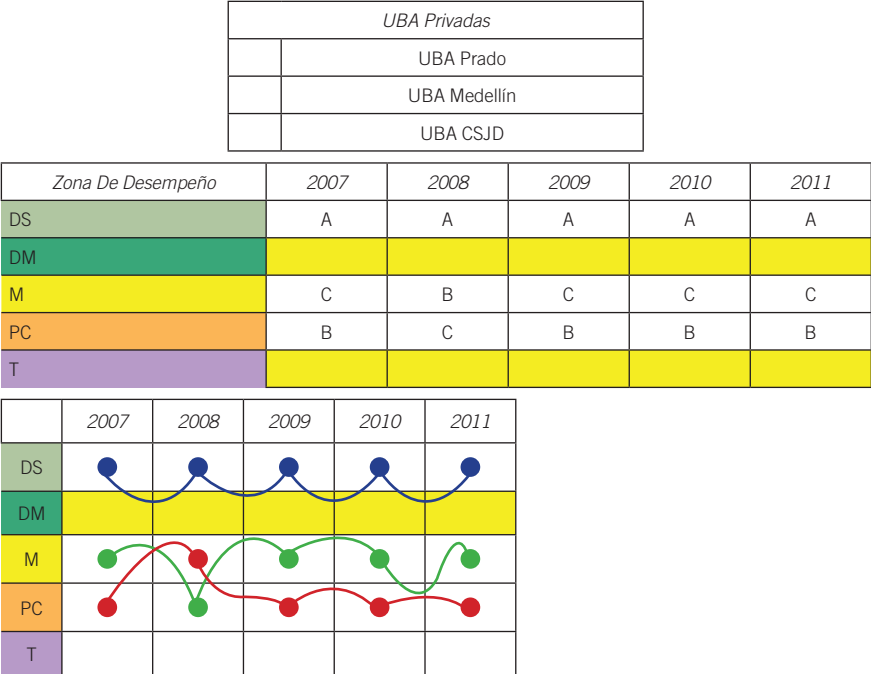 UBA Privadas
UBA Prado
UBA Medellín
UBA CSJD
Zona De Desempeño 2007 2008 2009 2010 2011
DS A A A A A
DM
M C B C C C
PC B C B B B
T
2007 2008 2009 2010 2011
DS
DM
M
PC
T